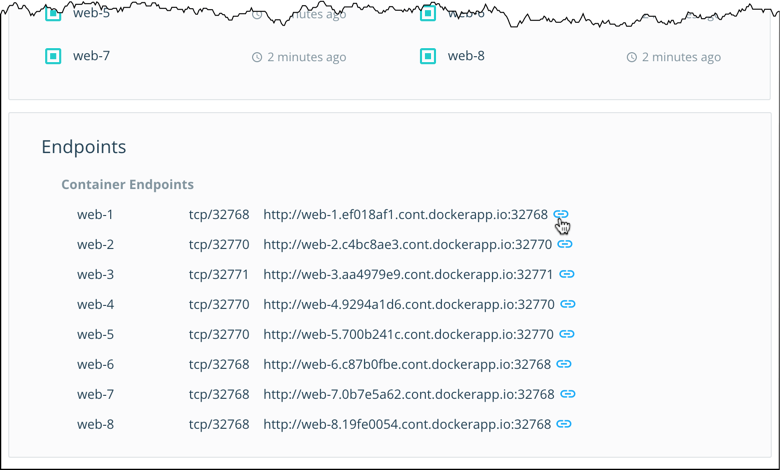 web-5 minutes ago
web-7 2 minutes ago web-8 2 minutes ago
Endpoints
Container Endpoints
web-1 tcp/32768 http://web-1.ef018af1.cont.dockerapp.io:32768
web-2 tcp/32770 http://web-2.c4bc8ae3.cont.dockerapp.io:32770
web-3 tcp/32771 http://web-3.aa4979e9.cont.dockerapp.io:32771
web-4 tcp/32770 http://web-4.9294a1d6.cont.dockerapp.io:32770
web-5 tcp/32770 http://web-5.700b241c.cont.dockerapp.io:32770
web-6 tcp/32768 http://web-6.c87b0fbe.cont.dockerapp.io:32768
web-7 tcp/32768 http://web-7.0b7e5a62.cont.dockerapp.io:32768
web-8 tcp/32768 http://web-8.19fe0054.cont.dockerapp.io:32768